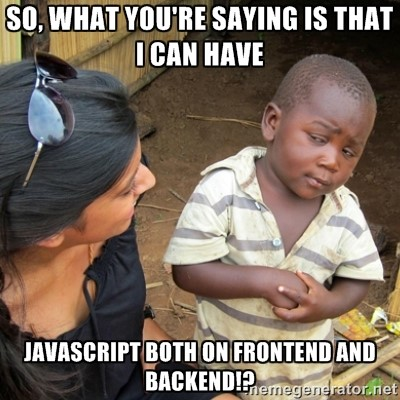 SO, WHAT YOU'RE SAYING IS THAT
I CAN HAVE
JAVASCRIPT BOTH ON FRONTEND AND
BACKEND!?
memegenerator.net